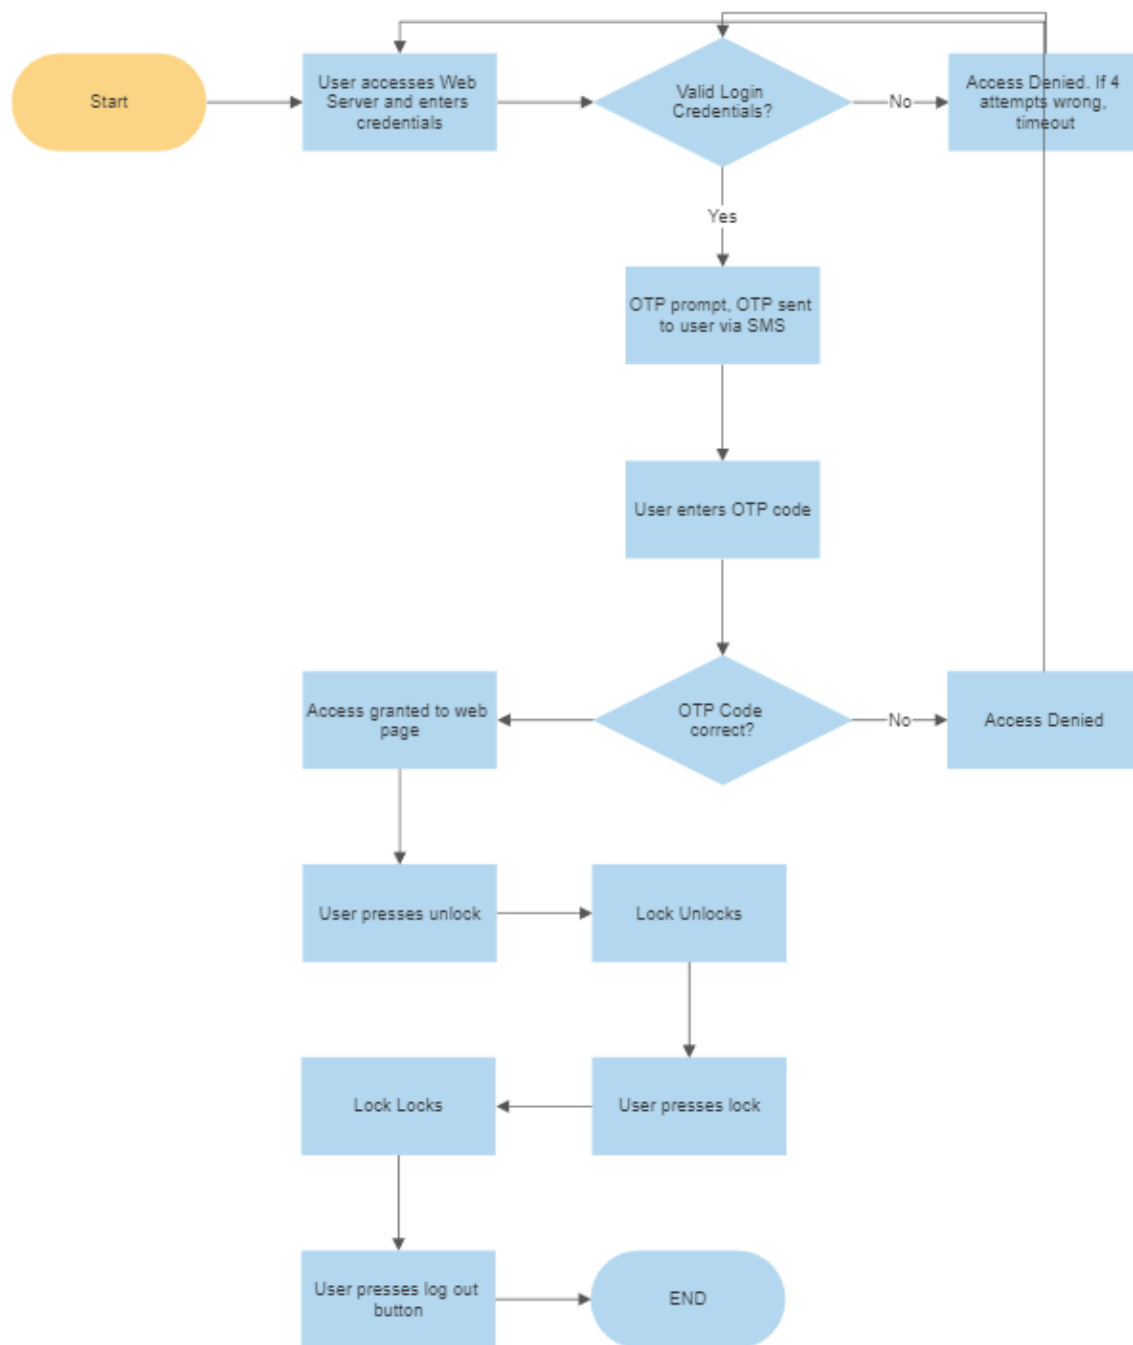 Start
User accesses Web
Server and enters
credentials
Valid Login
Credentials?
No
Access Denied. If 4
attempts wrong,
timeout
Yes
OTP prompt, OTP sent
to user via SMS
User enters OTP code
Access granted to web
page
OTP Code
correct?
No
Access Denied
User presses unlock
Lock Unlocks
Lock Locks
User presses lock
User presses log out
button
END